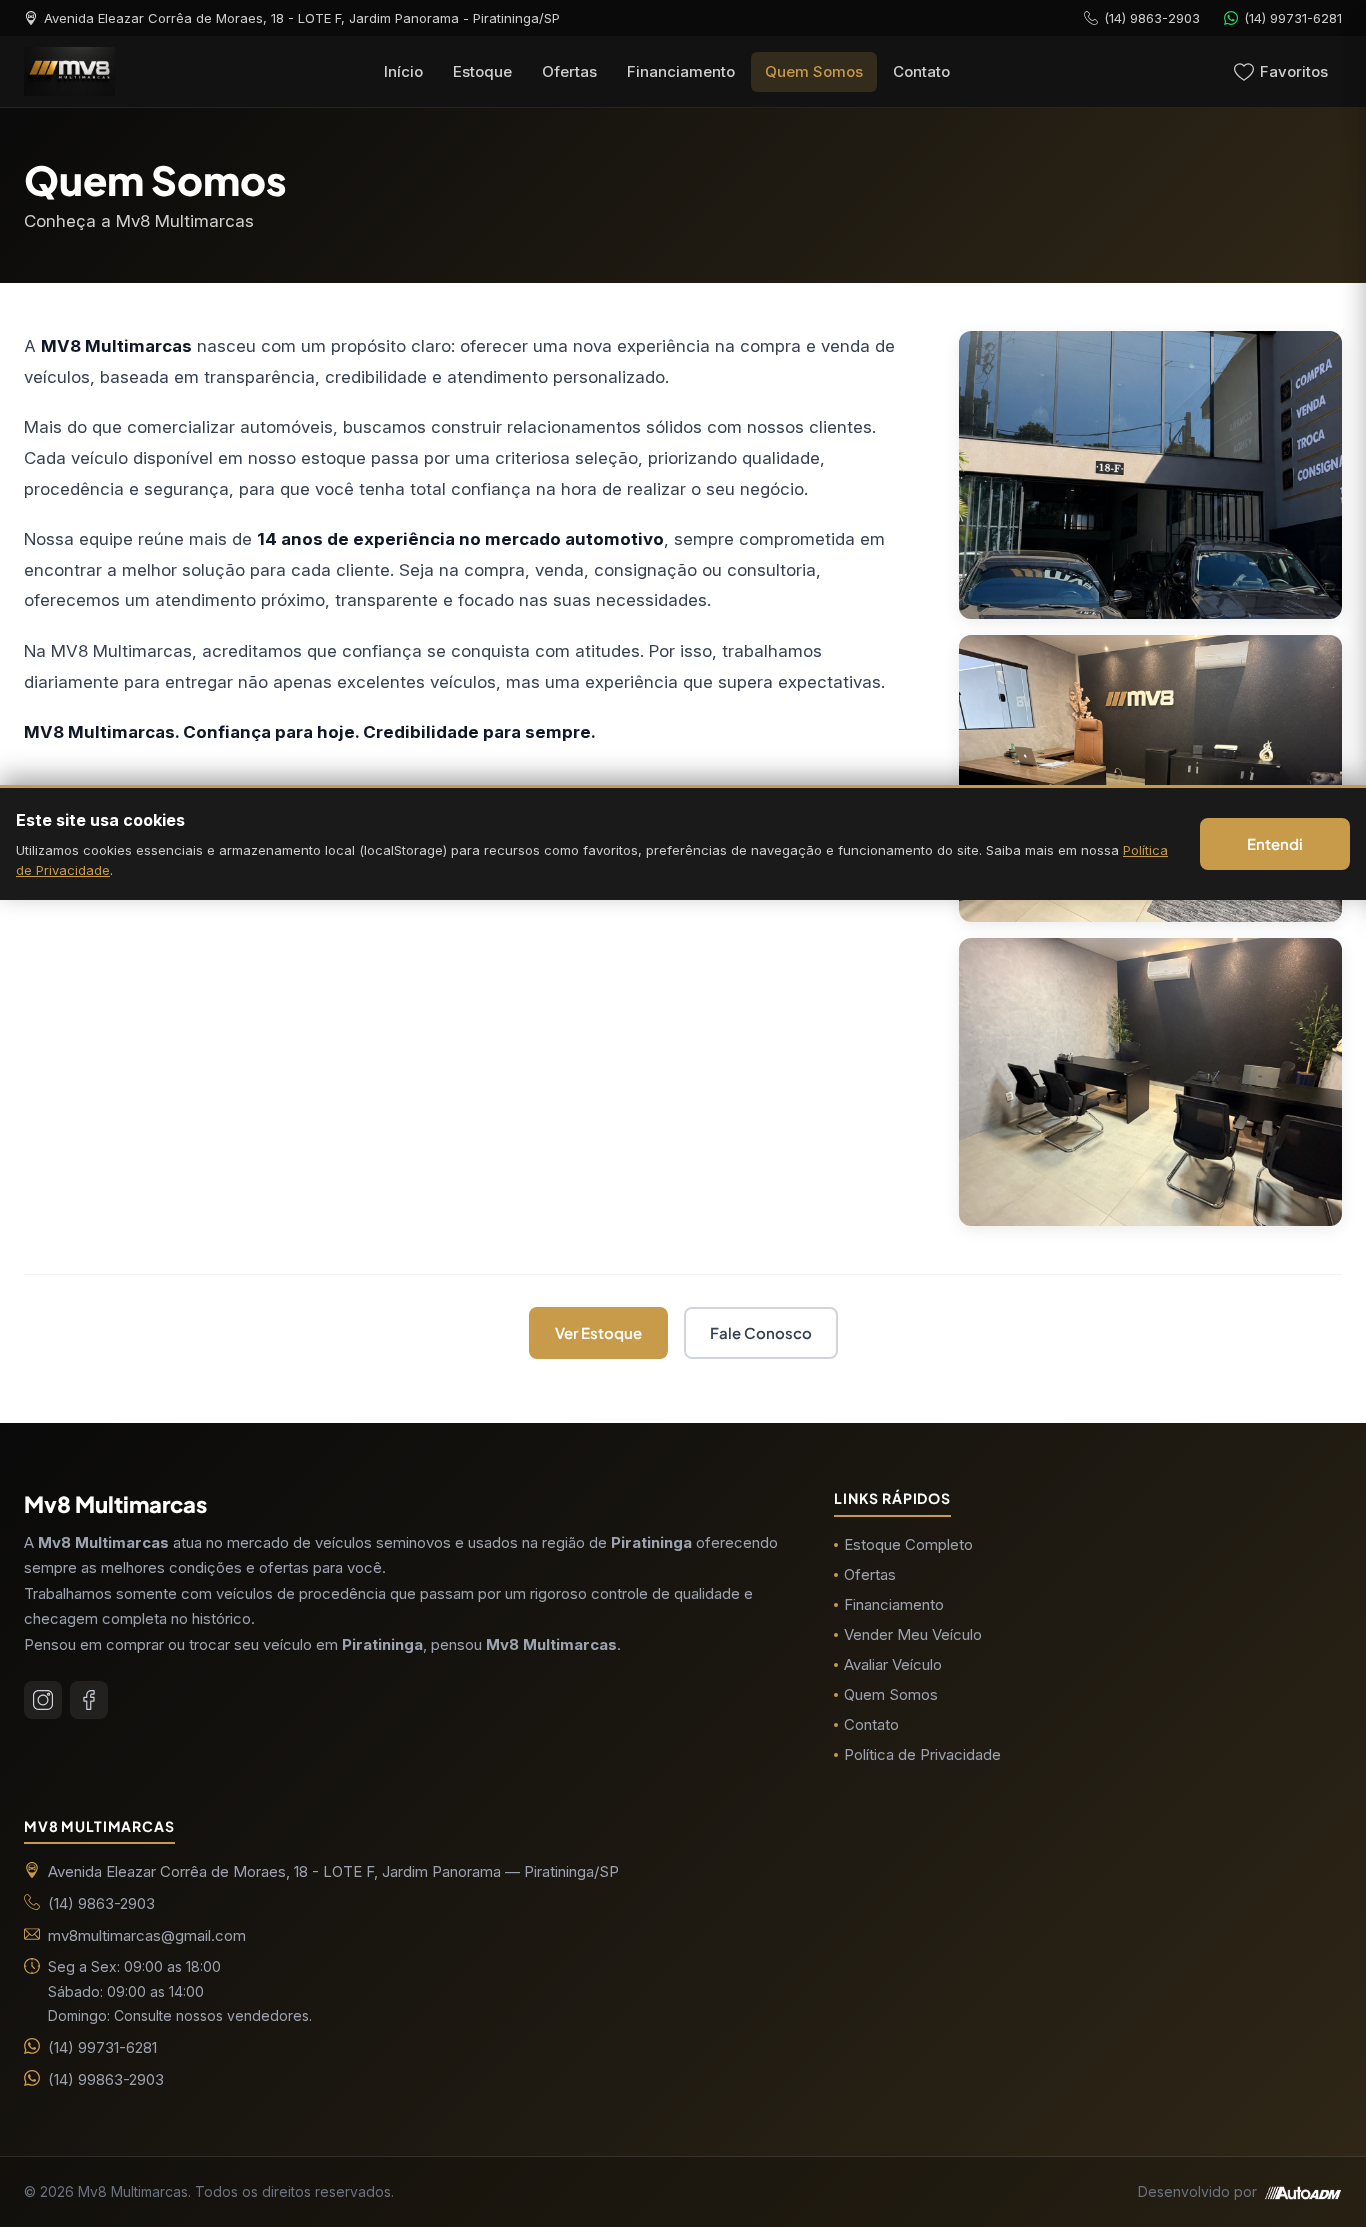 Avenida Eleazar Corrêa de Moraes, 18 - LOTE F, Jardim Panorama - Piratininga/SP
(14) 9863-2903
(14) 99731-6281
MV8
MULTIMARCAS
Início
Estoque
Ofertas
Financiamento
Quem Somos
Contato
Favoritos
Quem Somos
Conheça a Mv8 Multimarcas
A MV8 Multimarcas nasceu com um propósito claro: oferecer uma nova experiência na compra e venda de
veículos, baseada em transparência, credibilidade e atendimento personalizado.
Mais do que comercializar automóveis, buscamos construir relacionamentos sólidos com nossos clientes.
Cada veículo disponível em nosso estoque passa por uma criteriosa seleção, priorizando qualidade,
procedência e segurança, para que você tenha total confiança na hora de realizar o seu negócio.
Nossa equipe reúne mais de 14 anos de experiência no mercado automotivo, sempre comprometida em
encontrar a melhor solução para cada cliente. Seja na compra, venda, consignação ou consultoria,
oferecemos um atendimento próximo, transparente e focado nas suas necessidades.
Na MV8 Multimarcas, acreditamos que confiança se conquista com atitudes. Por isso, trabalhamos
diariamente para entregar não apenas excelentes veículos, mas uma experiência que supera expectativas.
MV8 Multimarcas. Confiança para hoje. Credibilidade para sempre.
COMPRA
VENDA
TROCA
CONSIGNA
18-F
MV8
Este site usa cookies
Utilizamos cookies essenciais e armazenamento local (localStorage) para recursos como favoritos, preferências de navegação e funcionamento do site. Saiba mais em nossa Política
de Privacidade.
Entendi
Ver Estoque
Fale Conosco
Mv8 Multimarcas
A Mv8 Multimarcas atua no mercado de veículos seminovos e usados na região de Piratininga oferecendo
sempre as melhores condições e ofertas para você.
Trabalhamos somente com veículos de procedência que passam por um rigoroso controle de qualidade e
checagem completa no histórico.
Pensou em comprar ou trocar seu veículo em Piratininga, pensou Mv8 Multimarcas.
LINKS RÁPIDOS
Estoque Completo
Ofertas
Financiamento
Vender Meu Veículo
Avaliar Veículo
Quem Somos
Contato
Política de Privacidade
MV8 MULTIMARCAS
Avenida Eleazar Corrêa de Moraes, 18 - LOTE F, Jardim Panorama — Piratininga/SP
(14) 9863-2903
mv8multimarcas@gmail.com
Seg a Sex: 09:00 as 18:00
Sábado: 09:00 as 14:00
Domingo: Consulte nossos vendedores.
(14) 99731-6281
(14) 99863-2903
© 2026 Mv8 Multimarcas. Todos os direitos reservados.
Desenvolvido por AutoADM